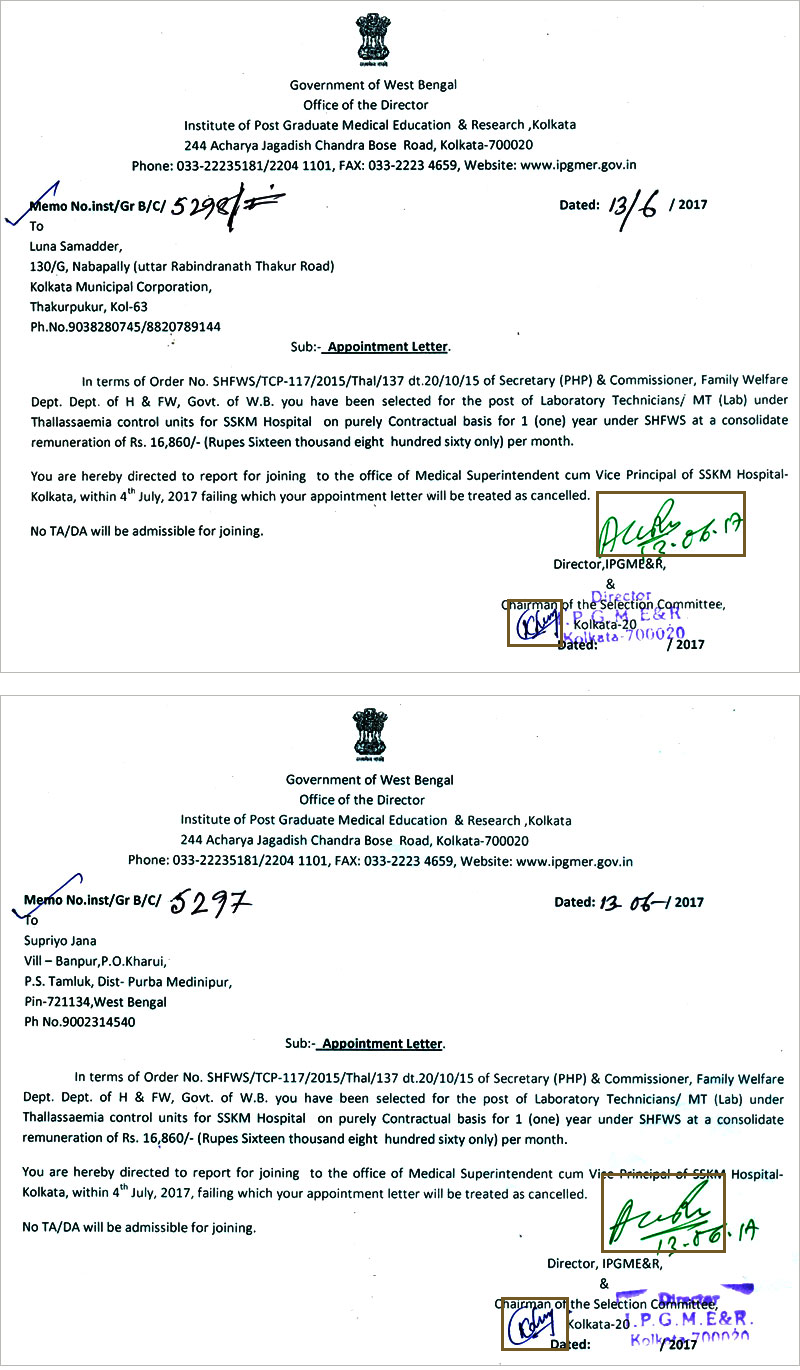 Government of West Bengal
Office of the Director
Institute of Post Graduate Medical Education & Research ,Kolkata
244 Acharya Jagadish Chandra Bose Road, Kolkata-700020
Phone: 033-22235181/2204 1101, FAX: 033-2223 4659, Website: www.ipgmer.gov.in
Memo No.inst/Gr B/C/ 5298/ Dated: 13/6 / 2017
To
Luna Samadder,
130/G, Nabapally (uttar Rabindranath Thakur Road)
Kolkata Municipal Corporation,
Thakurpukur, Kol-63
Ph.No.9038280745/8820789144
Sub:- Appointment Letter.
In terms of Order No. SHFWS/TCP-117/2015/Thal/137 dt.20/10/15 of Secretary (PHP) & Commissioner, Family Welfare
Dept. Dept. of H & FW, Govt. of W.B. you have been selected for the post of Laboratory Technicians/ MT (Lab) under
Thallassaemia control units for SSKM Hospital on purely Contractual basis for 1 (one) year under SHFWS at a consolidate
remuneration of Rs. 16,860/- (Rupes Sixteen thousand eight hundred sixty only) per month.
You are hereby directed to report for joining to the office of Medical Superintendent cum Vice Principal of SSKM Hospital-
Kolkata, within 4th July, 2017 failing which your appointment letter will be treated as cancelled.
No TA/DA will be admissible for joining.
13.06.17
Director,IPGME&R,
&
Director
Chairman of the Selection Committee,
I.P.G.M.E&R
Kolkata-20
Kolkata-700020
Dated: / 2017
Government of West Bengal
Office of the Director
Institute of Post Graduate Medical Education & Research ,Kolkata
244 Acharya Jagadish Chandra Bose Road, Kolkata-700020
Phone: 033-22235181/2204 1101, FAX: 033-2223 4659, Website: www.ipgmer.gov.in
Memo No.inst/Gr B/C/ 5297 Dated: 13 06 / 2017
To
Supriyo Jana
Vill – Banpur,P.O.Kharui,
P.S. Tamluk, Dist- Purba Medinipur,
Pin-721134,West Bengal
Ph No.9002314540
Sub:- Appointment Letter.
In terms of Order No. SHFWS/TCP-117/2015/Thal/137 dt.20/10/15 of Secretary (PHP) & Commissioner, Family Welfare
Dept. Dept. of H & FW, Govt. of W.B. you have been selected for the post of Laboratory Technicians/ MT (Lab) under
Thallassaemia control units for SSKM Hospital on purely Contractual basis for 1 (one) year under SHFWS at a consolidate
remuneration of Rs. 16,860/- (Rupes Sixteen thousand eight hundred sixty only) per month.
You are hereby directed to report for joining to the office of Medical Superintendent cum Vice Principal of SSKM Hospital-
Kolkata, within 4th July, 2017, failing which your appointment letter will be treated as cancelled.
No TA/DA will be admissible for joining.
13.06.17
Director, IPGME&R,
&
Director
Chairman of the Selection Committee,
I.P.G.M.E&R.
Kolkata-20
Kolkata-700020
Dated: / 2017